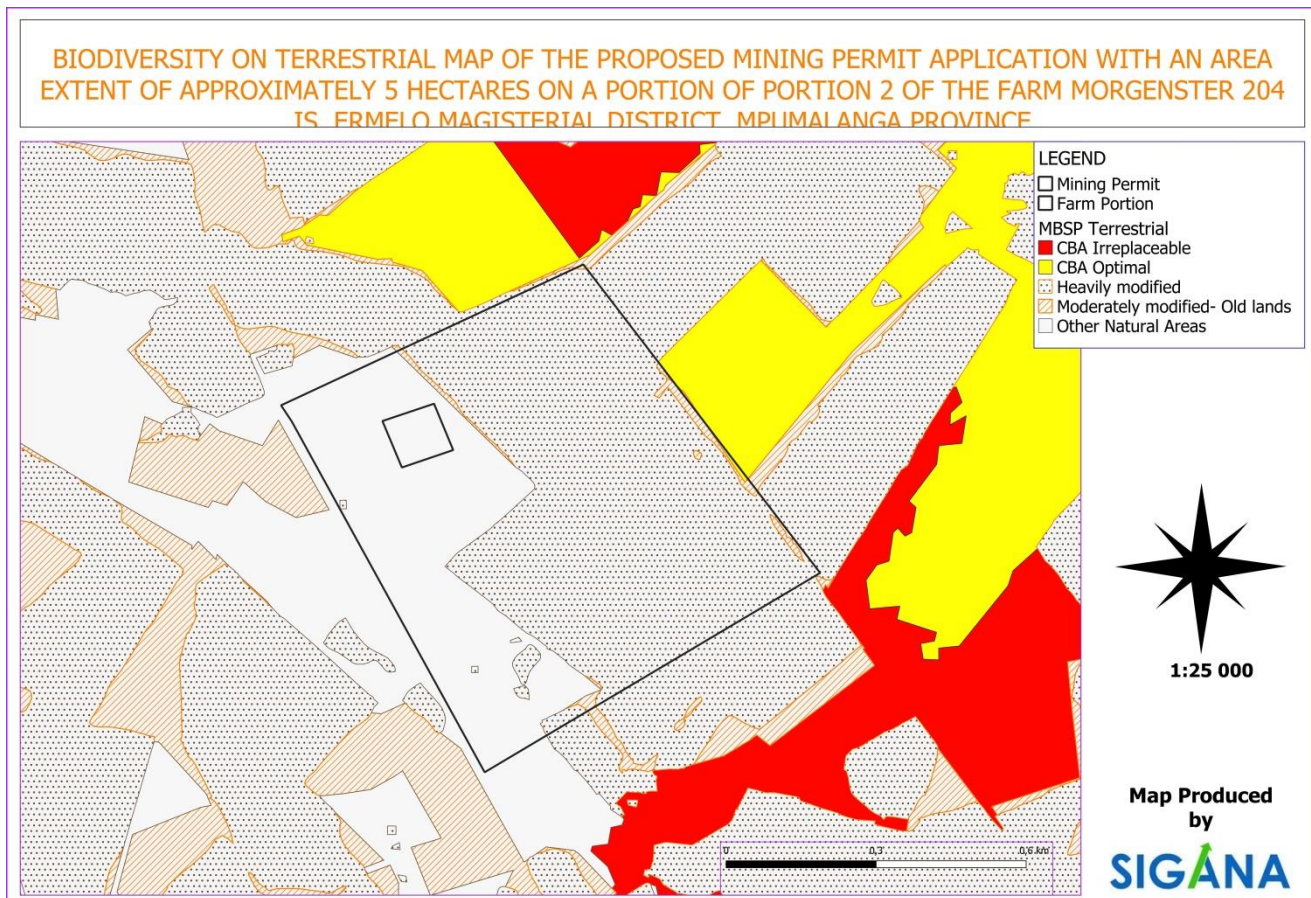 BIODIVERSITY ON TERRESTRIAL MAP OF THE PROPOSED MINING PERMIT APPLICATION WITH AN AREA
EXTENT OF APPROXIMATELY 5 HECTARES ON A PORTION OF PORTION 2 OF THE FARM MORGENSTER 204
IS, ERMELO MAGISTERIAL DISTRICT, MPUMALANGA PROVINCE
LEGEND
Mining Permit
Farm Portion
MBSP Terrestrial
CBA Irreplaceable
CBA Optimal
Heavily modified
Moderately modified- Old lands
Other Natural Areas
1:25 000
Map Produced
by
SIGANA
0 0,3 0,6 km